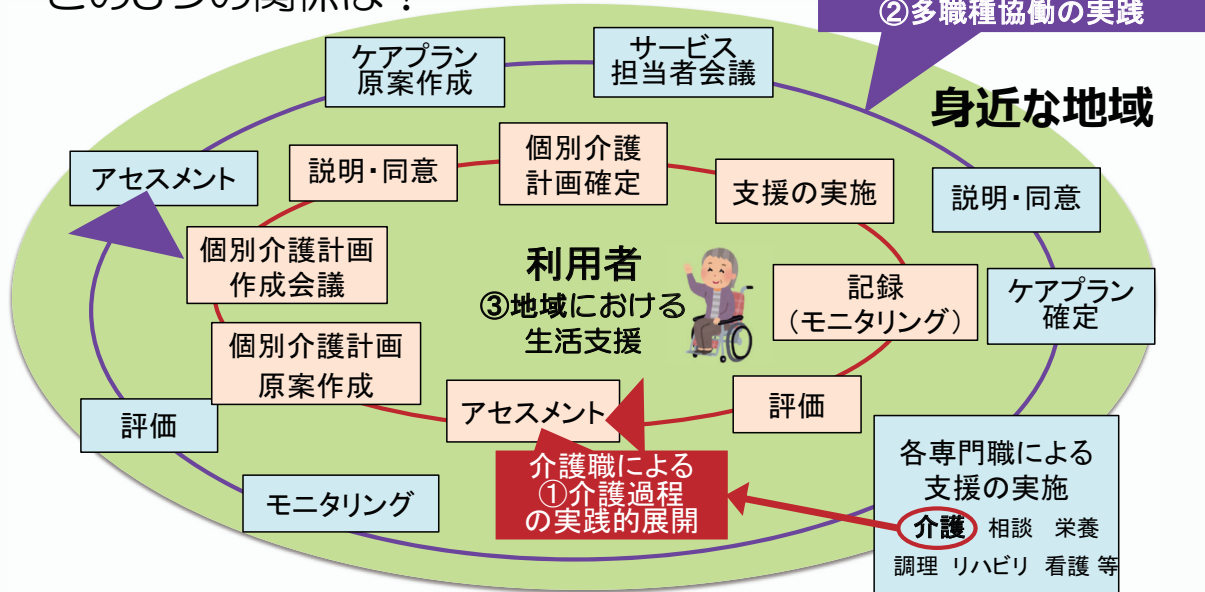 この3つの関係は？
②多職種協働の実践
ケアプラン
原案作成
サービス
担当者会議
身近な地域
アセスメント
説明・同意
個別介護
計画確定
支援の実施
説明・同意
個別介護計画
作成会議
利用者
③地域における
生活支援
記録
（モニタリング）
ケアプラン
確定
個別介護計画
原案作成
アセスメント
評価
評価
介護職による
①介護過程
の実践的展開
モニタリング
各専門職による
支援の実施
介護 相談 栄養
調理 リハビリ 看護 等